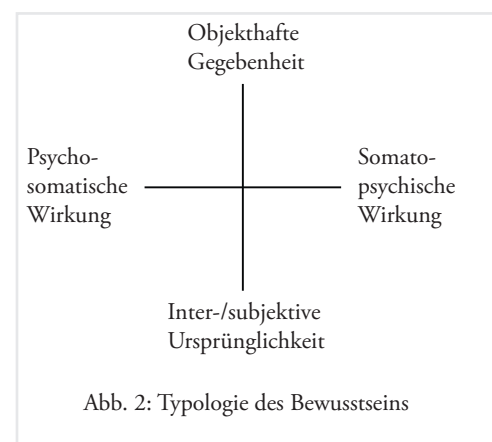 Objekthafte
Gegebenheit
Psycho-
somatische
Wirkung
Somato-
psychische
Wirkung
Inter-/subjektive
Ursprünglichkeit
Abb. 2: Typologie des Bewusstseins